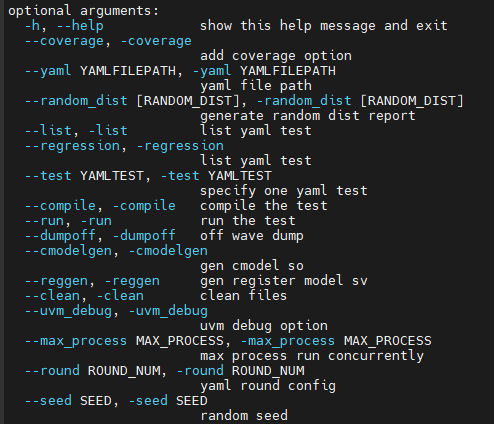 optional arguments:
-h, --help show this help message and exit
--coverage, -coverage
add coverage option
--yaml YAMLFILEPATH, -yaml YAMLFILEPATH
yaml file path
--random_dist [RANDOM_DIST], -random_dist [RANDOM_DIST]
generate random dist report
--list, -list list yaml test
--regression, -regression
list yaml test
--test YAMLTEST, -test YAMLTEST
specify one yaml test
--compile, -compile compile the test
--run, -run run the test
--dumpoff, -dumpoff off wave dump
--cmodelgen, -cmodelgen
gen cmodel so
--reggen, -reggen gen register model sv
--clean, -clean clean files
--uvm_debug, -uvm_debug
uvm debug option
--max_process MAX_PROCESS, -max_process MAX_PROCESS
max process run concurrently
--round ROUND_NUM, -round ROUND_NUM
yaml round config
--seed SEED, -seed SEED
random seed